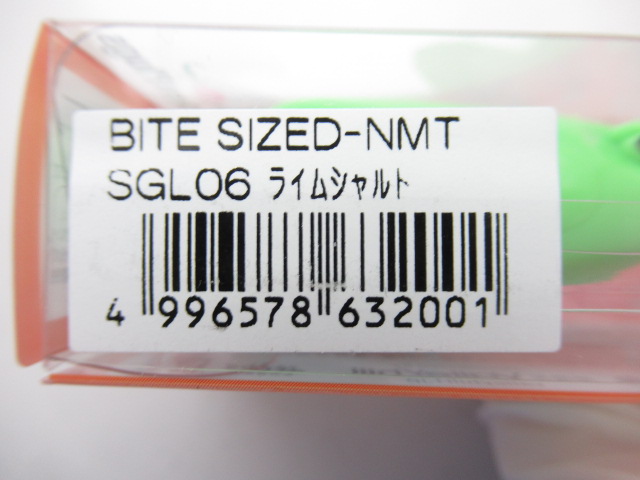 BITE SIZED-NMT
SGL06 ﾗｲﾑｼｬﾙﾄ
4 996578 632001